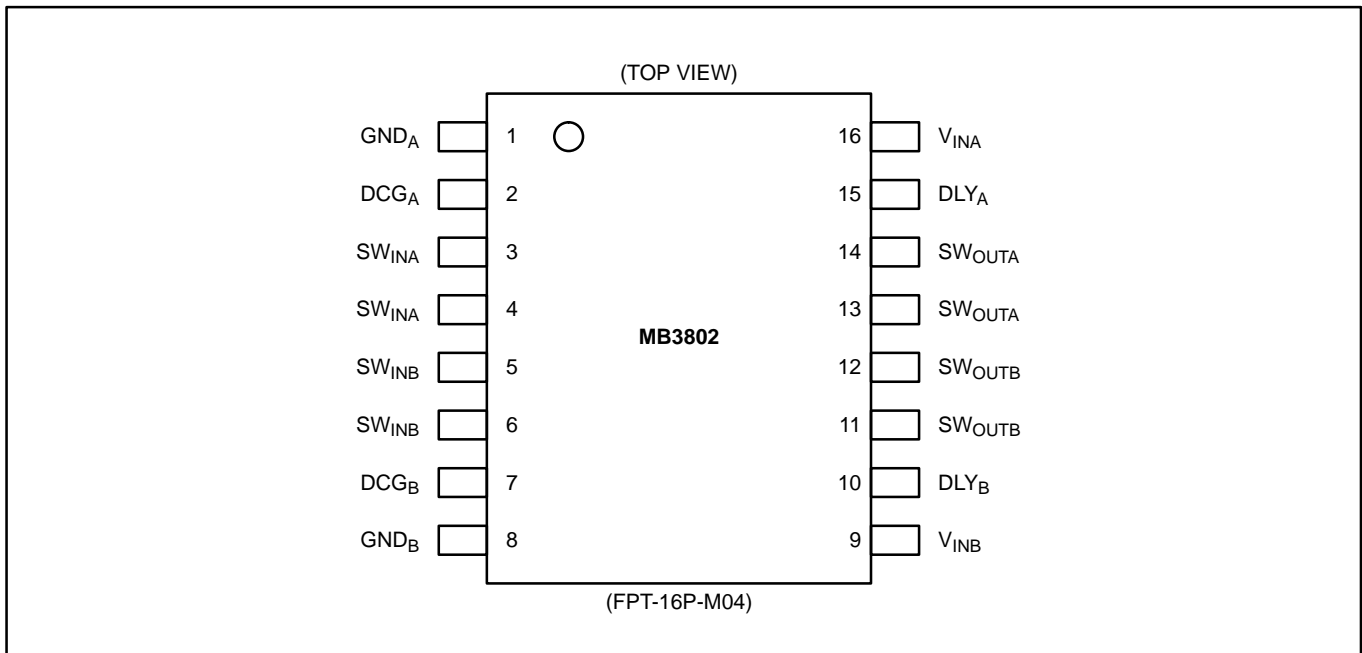 (TOP VIEW)
GNDA 1 16 VINA
DCGA 2 15 DLYA
SWINA 3 14 SWOUTA
SWINA 4 13 SWOUTA
MB3802
SWINB 5 12 SWOUTB
SWINB 6 11 SWOUTB
DCGB 7 10 DLYB
GNDB 8 9 VINB
(FPT-16P-M04)